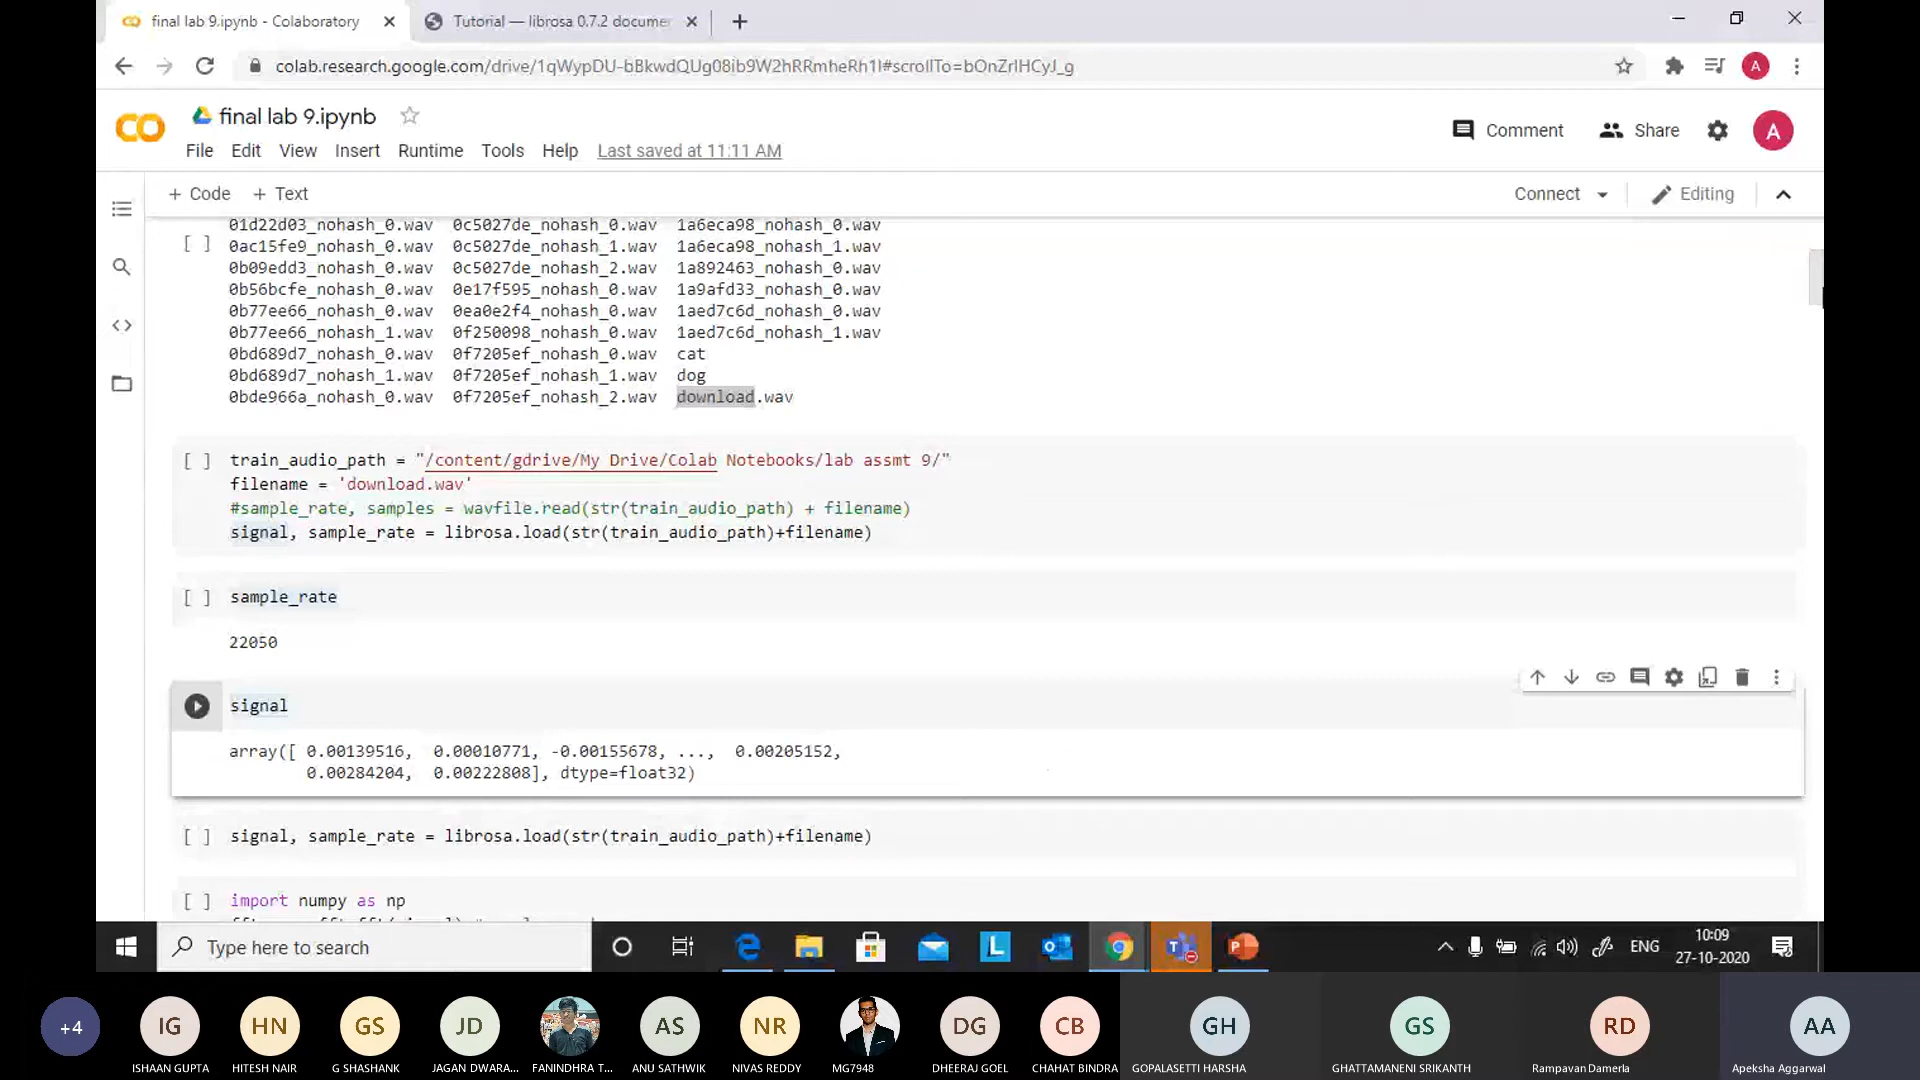 final lab 9.ipynb - Colaboratory
Tutorial — librosa 0.7.2 docume
colab.research.google.com/drive/1qWypDU-bBkwdQUg08jb9W2hRRmheRh1I#scrollTo=bOnZrlHCyJ_g
A
CO
final lab 9.ipynb
Comment
Share
A
File Edit View Insert Runtime Tools Help Last saved at 11:11 AM
+ Code + Text
Connect
Editing
01d22d03_nohash_0.wav 0c5027de_nohash_0.wav 1a6eca98_nohash_0.wav
[ ] 0ac15fe9_nohash_0.wav 0c5027de_nohash_1.wav 1a6eca98_nohash_1.wav
0b09edd3_nohash_0.wav 0c5027de_nohash_2.wav 1a892463_nohash_0.wav
0b56bcfe_nohash_0.wav 0e17f595_nohash_0.wav 1a9afd33_nohash_0.wav
0b77ee66_nohash_0.wav 0ea0e2f4_nohash_0.wav 1aed7c6d_nohash_0.wav
0b77ee66_nohash_1.wav 0f250098_nohash_0.wav 1aed7c6d_nohash_1.wav
0bd689d7_nohash_0.wav 0f7205ef_nohash_0.wav cat
0bd689d7_nohash_1.wav 0f7205ef_nohash_1.wav dog
0bde966a_nohash_0.wav 0f7205ef_nohash_2.wav download.wav
[ ] train_audio_path = "/content/gdrive/My Drive/Colab Notebooks/lab assmt 9/"
filename = 'download.wav'
#sample_rate, samples = wavfile.read(str(train_audio_path) + filename)
signal, sample_rate = librosa.load(str(train_audio_path)+filename)
[ ] sample_rate
22050
signal
array([ 0.00139516, 0.00010771, -0.00155678, ..., 0.00205152,
0.00284204, 0.00222808], dtype=float32)
[ ] signal, sample_rate = librosa.load(str(train_audio_path)+filename)
[ ] import numpy as np
Type here to search
L
T
P
ENG
10:09
27-10-2020
+4
IG
HN
GS
JD
AS
NR
DG
CB
GH
GS
RD
AA
ISHAAN GUPTA
HITESH NAIR
G SHASHANK
JAGAN DWARA...
FANINDHRA T...
ANU SATHWIK
NIVAS REDDY
MG7948
DHEERAJ GOEL
CHAHAT BINDRA
GOPALASETTI HARSHA
GHATTAMANENI SRIKANTH
Rampavan Damerla
Apeksha Aggarwal